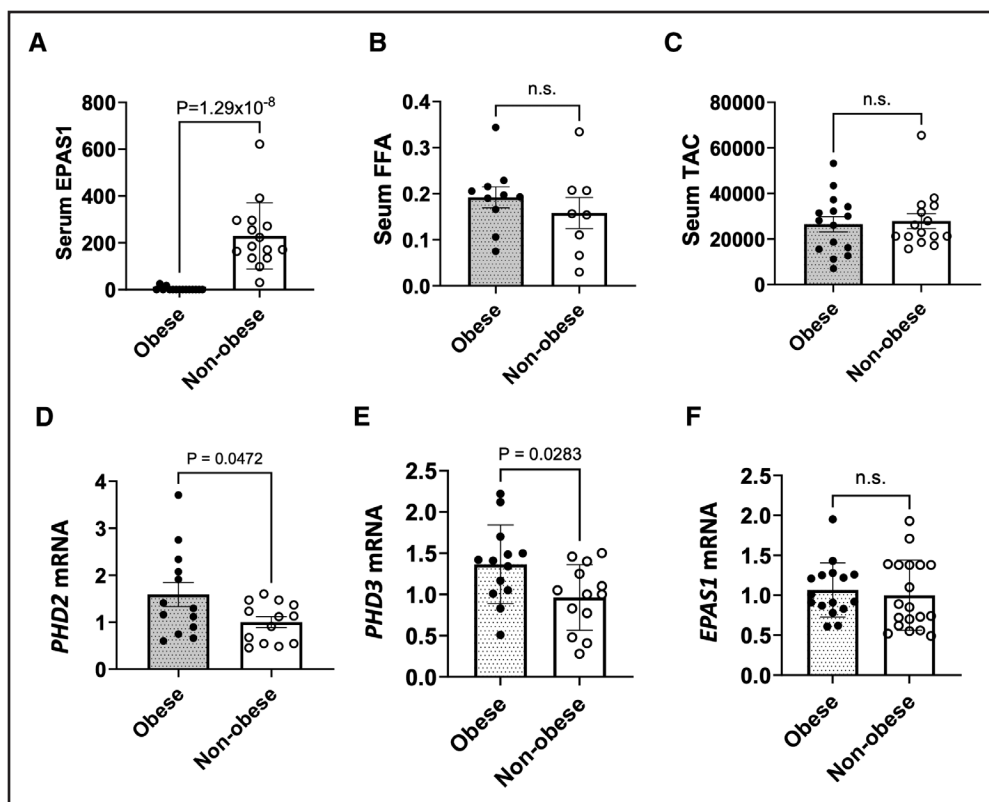 A
Serum EPAS1
800
600
400
200
0
P=1.29x10-8
Obese
Non-obese
B
Seum FFA
0.4
0.3
0.2
0.1
0.0
n.s.
Obese
Non-obese
C
Seum TAC
80000
60000
40000
20000
0
n.s.
Obese
Non-obese
D
PHD2 mRNA
4
3
2
1
0
P = 0.0472
Obese
Non-obese
E
PHD3 mRNA
2.5
2.0
1.5
1.0
0.5
0.0
P = 0.0283
Obese
Non-obese
F
EPAS1 mRNA
2.5
2.0
1.5
1.0
0.5
0.0
n.s.
Obese
Non-obese